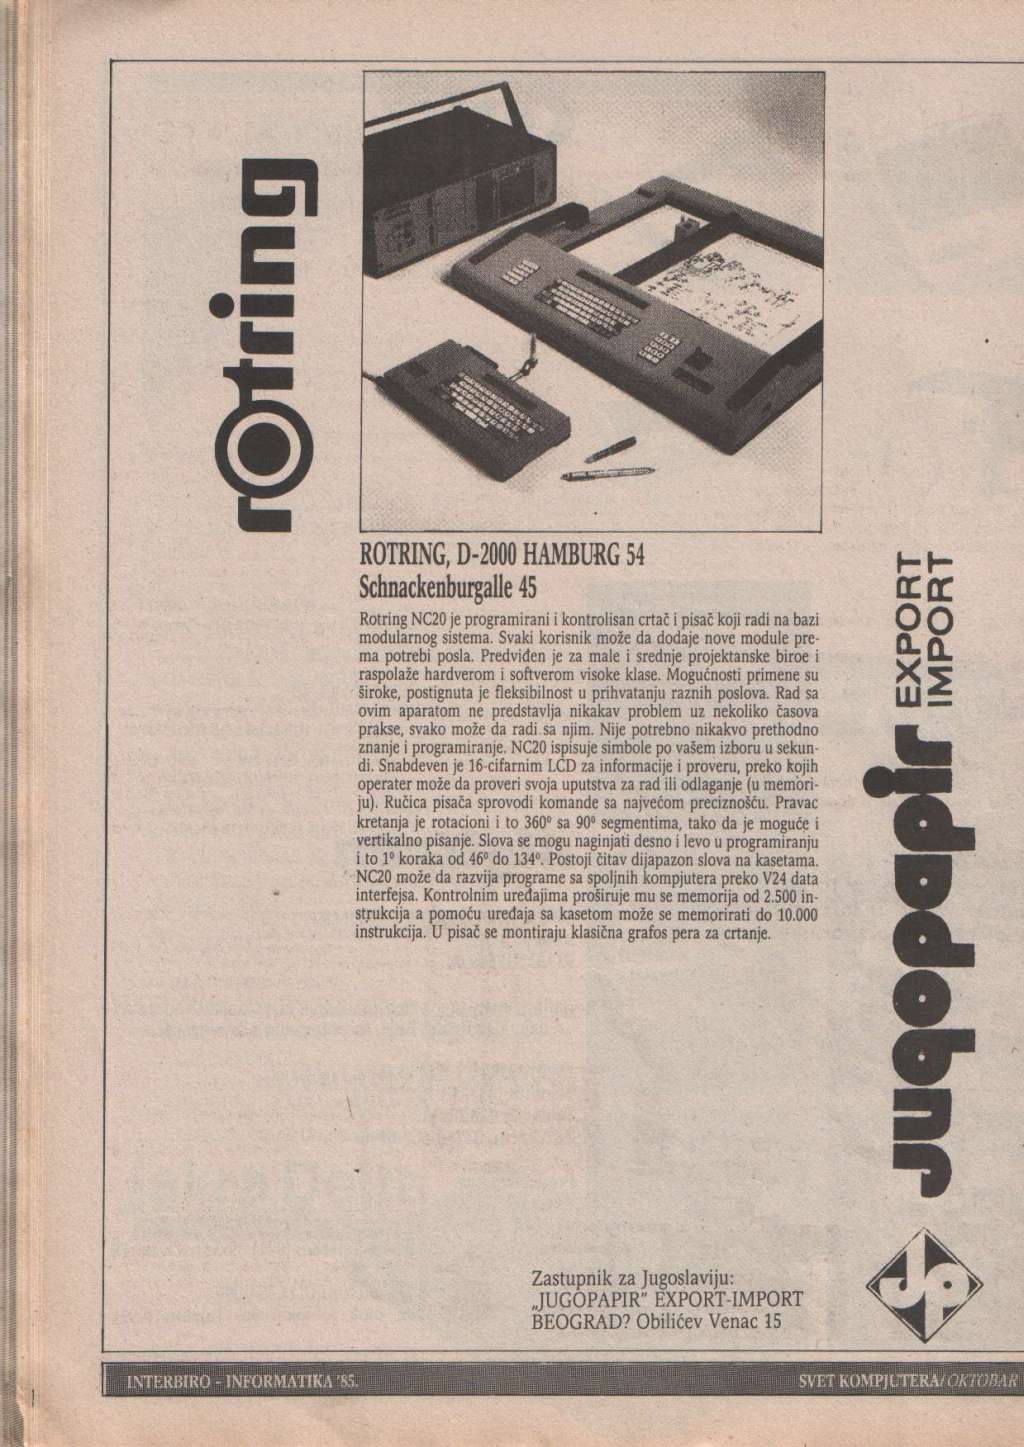 rotring
ROTRING, D-2000 HAMBURG 54
Schnackenburgalle 45
Rotring NC20 je programirani i kontrolisan crtač i pisač koji radi na bazi
modularnog sistema. Svaki korisnik može da dodaje nove module pre-
ma potrebi posla. Predviđen je za male i srednje projektanske biroe i
raspolaže hardverom i softverom visoke klase. Mogućnosti primene su
široke, postignuta je fleksibilnost u prihvatanju raznih poslova. Rad sa
ovim aparatom ne predstavlja nikakav problem uz nekoliko časova
prakse, svako može da radi sa njim. Nije potrebno nikakvo prethodno
znanje i programiranje. NC20 ispisuje simbole po vašem izboru u sekun-
di. Snabdeven je 16-cifarnim LCD za informacije i proveru, preko kojih
operater može da proveri svoja uputstva za rad ili odlaganje (u memori-
ju). Ručica pisača sprovodi komande sa najvećom preciznošću. Pravac
kretanja je rotacioni i to 360° sa 90° segmentima, tako da je moguće i
vertikalno pisanje. Slova se mogu naginjati desno i levo u programiranju
i to 1° koraka od 46° do 134°. Postoji čitav dijapazon slova na kasetama.
NC20 može da razvija programe sa spoljnih kompjutera preko V24 data
interfejsa. Kontrolnim uređajima proširuje mu se memorija od 2.500 in-
strukcija a pomoću uređaja sa kasetom može se memorirati do 10.000
instrukcija. U pisač se montiraju klasična grafos pera za crtanje.
jugopapir EXPORT
IMPORT
JP
Zastupnik za Jugoslaviju:
„JUGOPAPIR” EXPORT-IMPORT
BEOGRAD? Obilićev Venac 15
INTERBIRO - INFORMATIKA '85.
SVET KOMPJUTERA/OKTOBAR